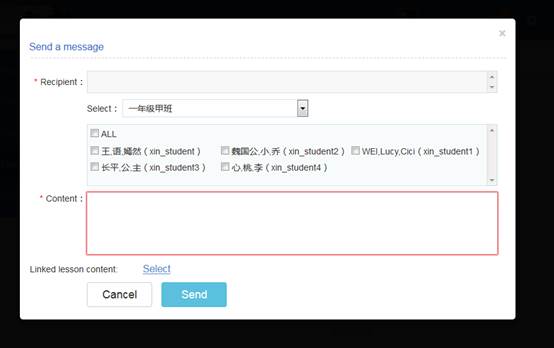 ×
Send a message
* Recipient：
Select： 一年级甲班
ALL
王,语,嫣然（xin_student） 魏国公,小,乔（xin_student2） WEI,Lucy,Cici（xin_student1）
长平,公,主（xin_student3） 心,桃,李（xin_student4）
* Content：
Linked lesson content: Select
Cancel Send